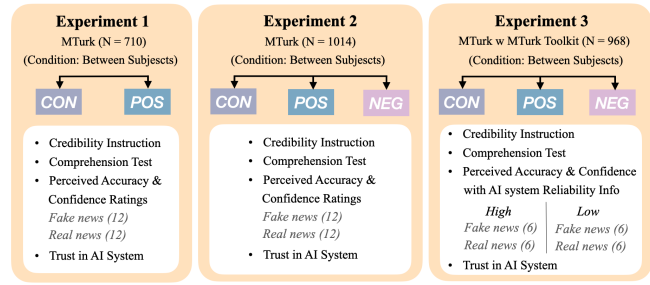 Experiment 1
MTurk (N = 710)
(Condition: Between Subjescts)
CON
POS
• Credibility Instruction
• Comprehension Test
• Perceived Accuracy &
Confidence Ratings
Fake news (12)
Real news (12)
• Trust in AI System
Experiment 2
MTurk (N = 1014)
(Condition: Between Subjescts)
CON
POS
NEG
• Credibility Instruction
• Comprehension Test
• Perceived Accuracy &
Confidence Ratings
Fake news (12)
Real news (12)
• Trust in AI System
Experiment 3
MTurk w MTurk Toolkit (N = 968)
(Condition: Between Subjescts)
CON
POS
NEG
• Credibility Instruction
• Comprehension Test
• Perceived Accuracy & Confidence
with AI system Reliability Info
High
Fake news (6)
Real news (6)
Low
Fake news (6)
Real news (6)
• Trust in AI System